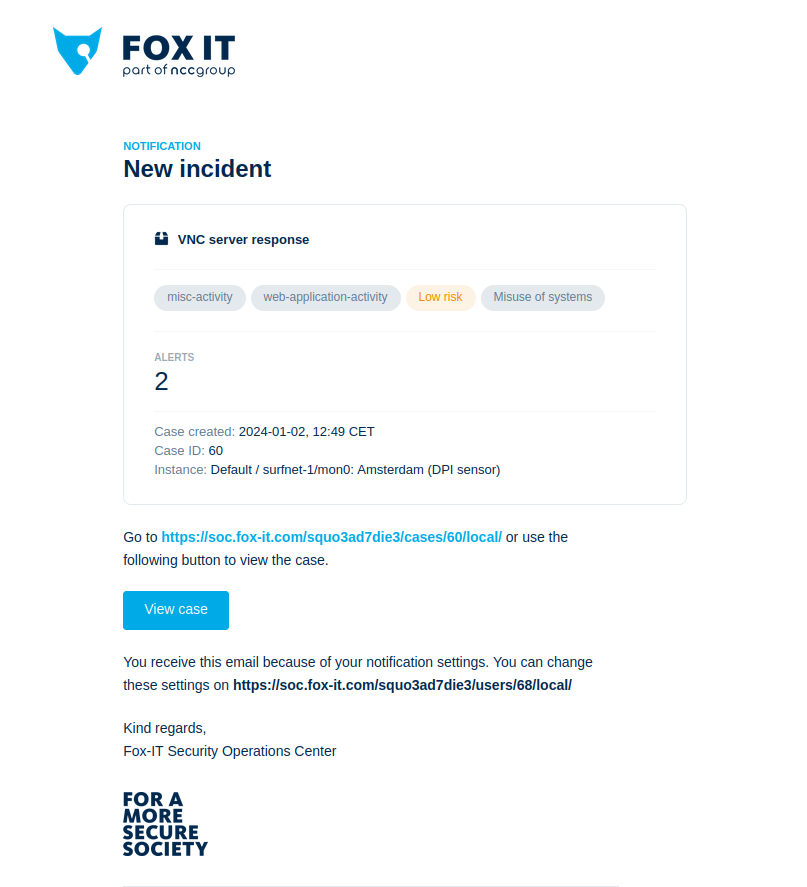 FOX IT
part of nccgroup
NOTIFICATION
New incident
VNC server response
misc-activity web-application-activity Low risk Misuse of systems
ALERTS
2
Case created: 2024-01-02, 12:49 CET
Case ID: 60
Instance: Default / surfnet-1/mon0: Amsterdam (DPI sensor)
Go to https://soc.fox-it.com/squo3ad7die3/cases/60/local/ or use the
following button to view the case.
View case
You receive this email because of your notification settings. You can change
these settings on https://soc.fox-it.com/squo3ad7die3/users/68/local/
Kind regards,
Fox-IT Security Operations Center
FOR A
MORE
SECURE
SOCIETY